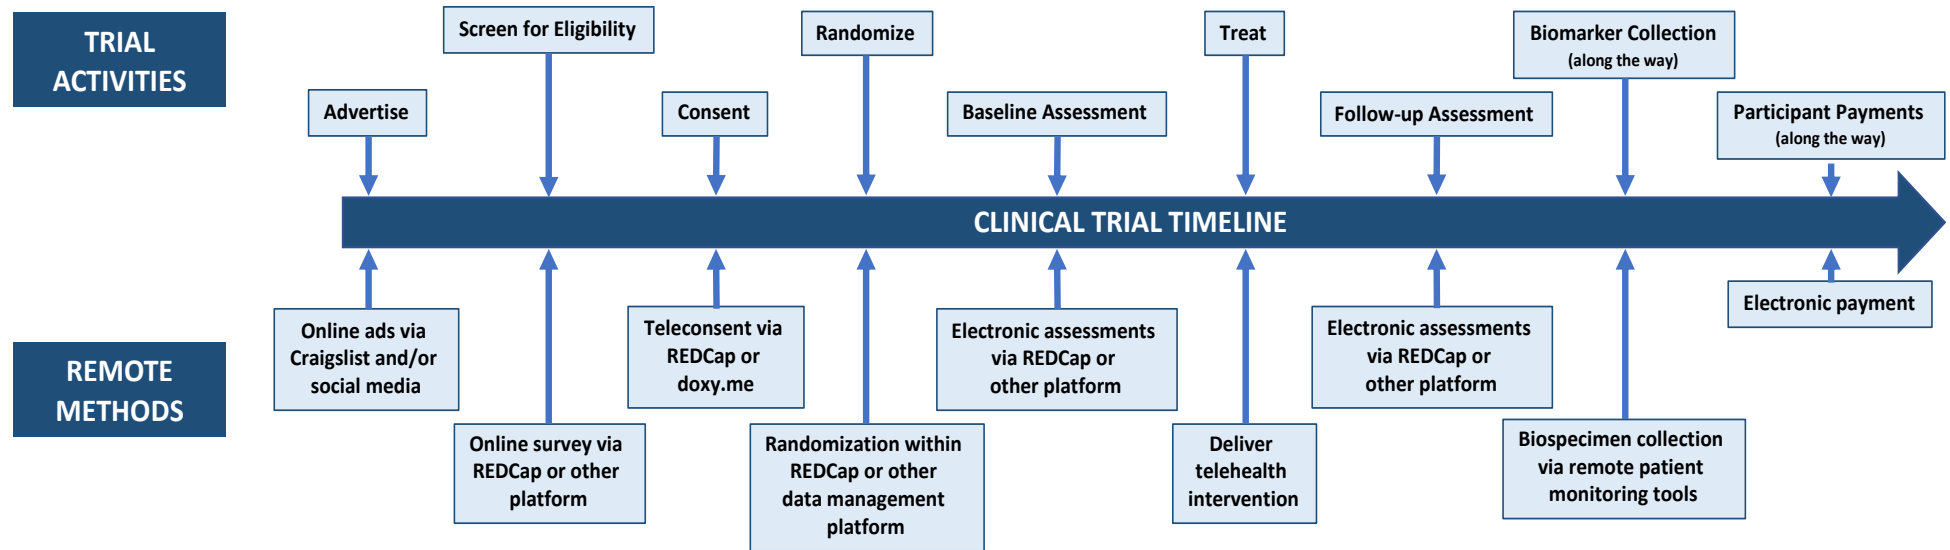 TRIAL
ACTIVITIES
Advertise
Screen for Eligibility
Consent
Randomize
Baseline Assessment
Treat
Follow-up Assessment
Biomarker Collection
(along the way)
Participant Payments
(along the way)
CLINICAL TRIAL TIMELINE
REMOTE
METHODS
Online ads via
Craigslist and/or
social media
Online survey via
REDCap or other
platform
Teleconsent via
REDCap or
doxy.me
Randomization within
REDCap or other
data management
platform
Electronic assessments
via REDCap or
other platform
Deliver
telehealth
intervention
Electronic assessments
via REDCap or
other platform
Biospecimen collection
via remote patient
monitoring tools
Electronic payment